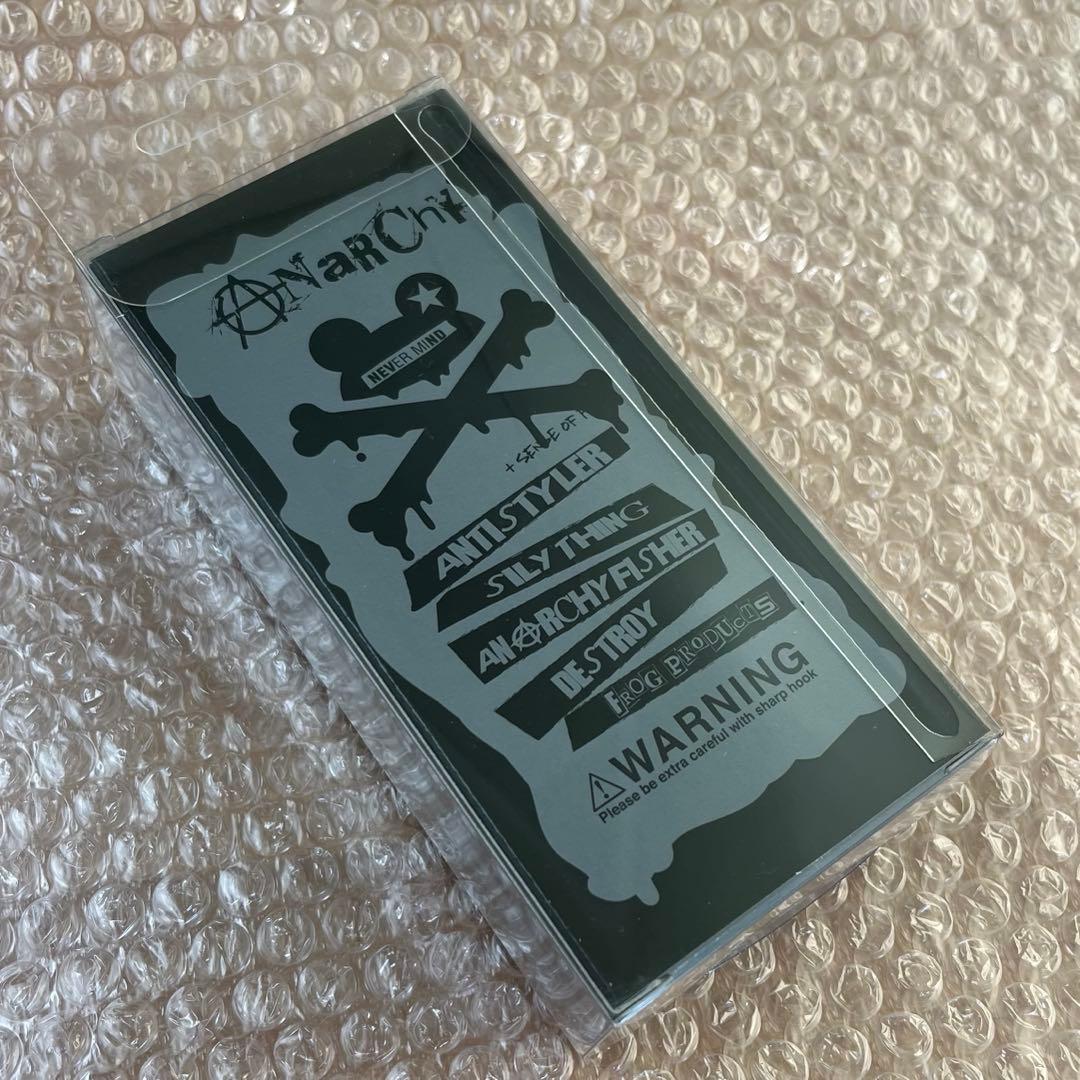 ANaRChY
NEVER MIND
+ SENSE OF
ANTI STYLER
SILY THING
ANARCHY FISHER
DESTROY
FROG PRODUCTS
WARNING
Please be extra careful with sharp hook